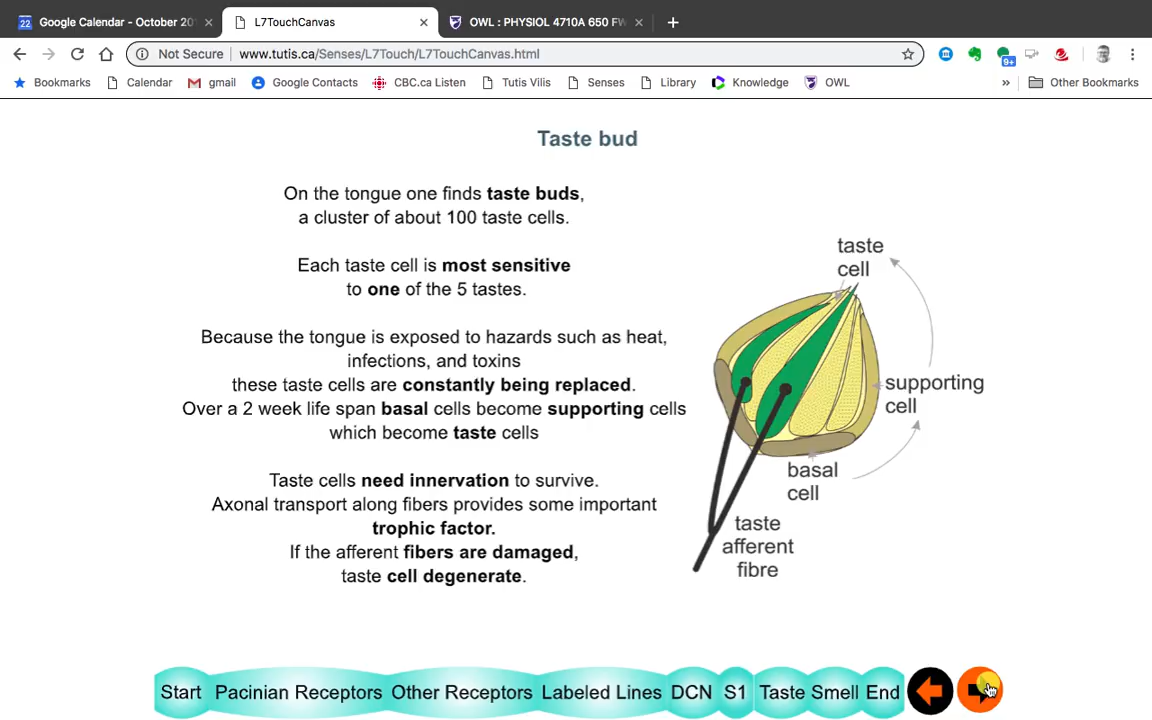 Google Calendar - October 20
L7TouchCanvas
OWL : PHYSIOL 4710A 650 FW
22
Not Secure
www.tutis.ca/Senses/L7Touch/L7TouchCanvas.html
9+
Bookmarks
Calendar
gmail
Google Contacts
CBC.ca Listen
Tutis Vilis
Senses
Library
Knowledge
OWL
»
Other Bookmarks
Taste bud
On the tongue one finds taste buds,
a cluster of about 100 taste cells.
Each taste cell is most sensitive
to one of the 5 tastes.
Because the tongue is exposed to hazards such as heat,
infections, and toxins
these taste cells are constantly being replaced.
Over a 2 week life span basal cells become supporting cells
which become taste cells
Taste cells need innervation to survive.
Axonal transport along fibers provides some important
trophic factor.
If the afferent fibers are damaged,
taste cell degenerate.
taste
cell
supporting
cell
basal
cell
taste
afferent
fibre
Start
Pacinian Receptors
Other Receptors
Labeled Lines
DCN
S1
Taste
Smell
End